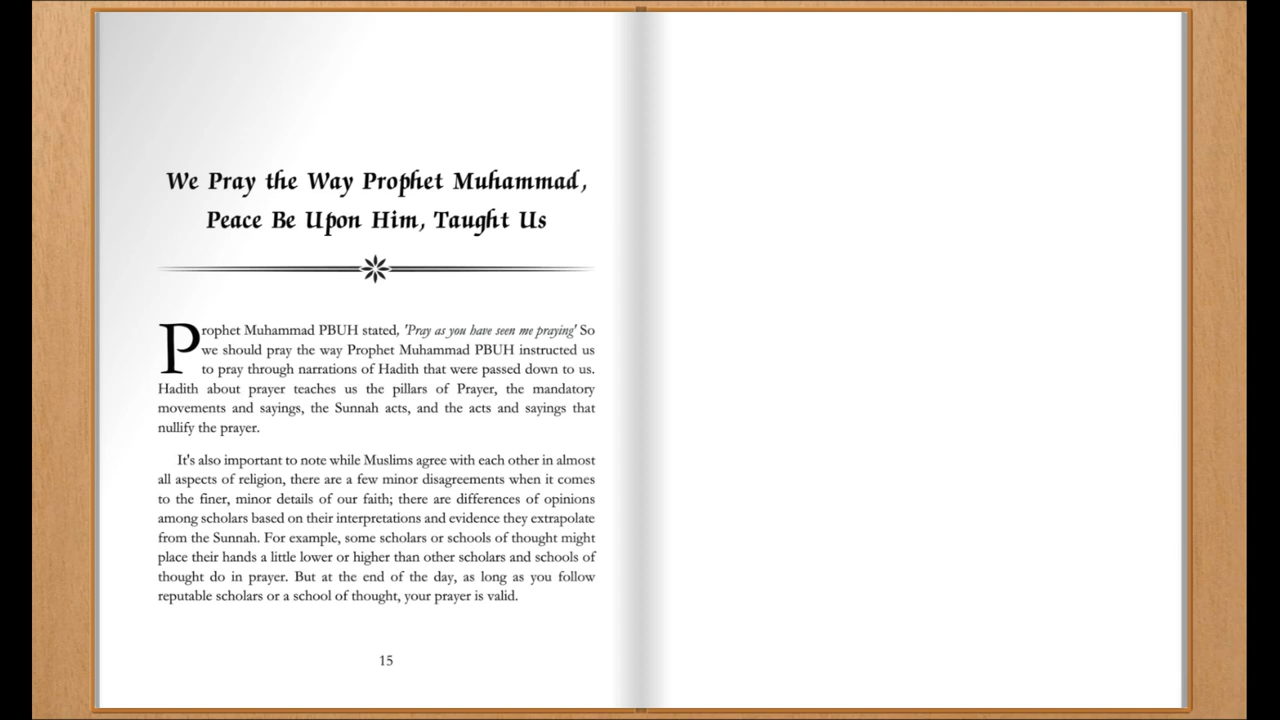 We Pray the Way Prophet Muhammad,
Peace Be Upon Him, Taught Us
Prophet Muhammad PBUH stated, 'Pray as you have seen me praying' So
we should pray the way Prophet Muhammad PBUH instructed us
to pray through narrations of Hadith that were passed down to us.
Hadith about prayer teaches us the pillars of Prayer, the mandatory
movements and sayings, the Sunnah acts, and the acts and sayings that
nullify the prayer.
It's also important to note while Muslims agree with each other in almost
all aspects of religion, there are a few minor disagreements when it comes
to the finer, minor details of our faith; there are differences of opinions
among scholars based on their interpretations and evidence they extrapolate
from the Sunnah. For example, some scholars or schools of thought might
place their hands a little lower or higher than other scholars and schools of
thought do in prayer. But at the end of the day, as long as you follow
reputable scholars or a school of thought, your prayer is valid.
15